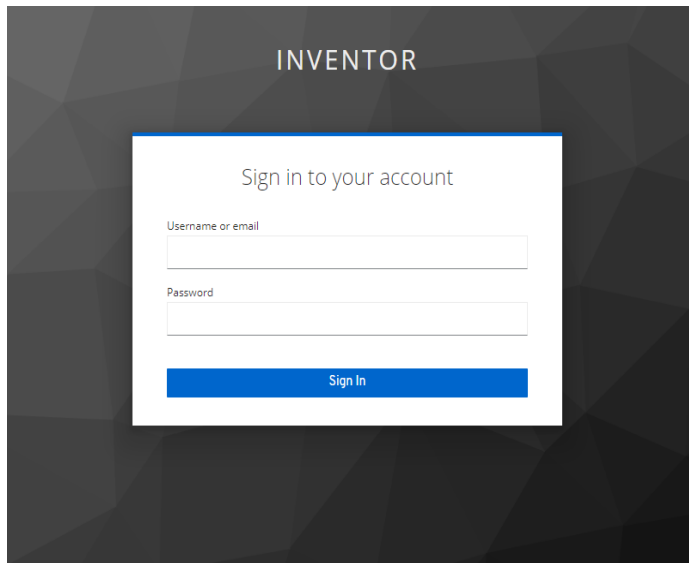 INVENTOR
Sign in to your account
Username or email
Password
Sign In